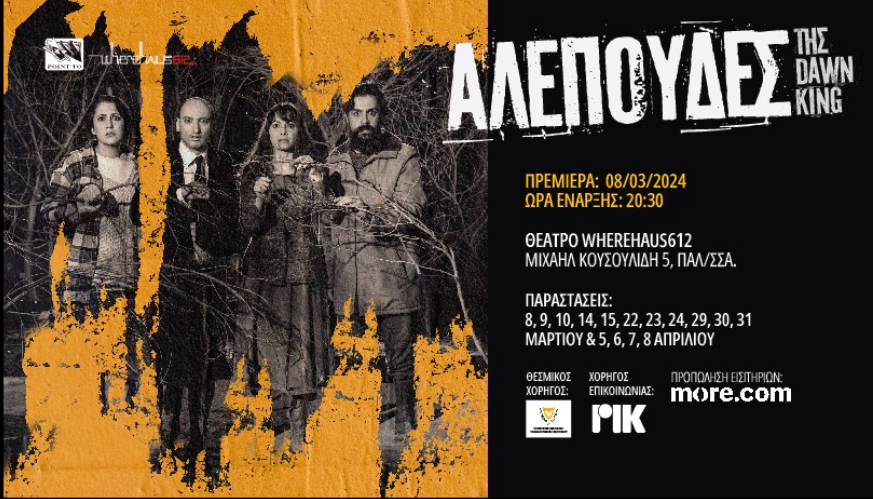 POINT TO
WHEREHAUS612
ΑΛΕΠΟΥΔΕΣ
ΤΗΣ
DAWN
KING
ΠΡΕΜΙΕΡΑ: 08/03/2024
ΩΡΑ ΕΝΑΡΞΗΣ: 20:30
ΘΕΑΤΡΟ WHEREHAUS612
ΜΙΧΑΗΛ ΚΟΥΣΟΥΛΙΔΗ 5, ΠΑΛ/ΣΣΑ.
ΠΑΡΑΣΤΑΣΕΙΣ:
8, 9, 10, 14, 15, 22, 23, 24, 29, 30, 31
ΜΑΡΤΙΟΥ & 5, 6, 7, 8 ΑΠΡΙΛΙΟΥ
ΘΕΣΜΙΚΟΣ
ΧΟΡΗΓΟΣ:
ΧΟΡΗΓΟΣ
ΕΠΙΚΟΙΝΩΝΙΑΣ:
ΡΙΚ
ΠΡΟΠΩΛΗΣΗ ΕΙΣΙΤΗΡΙΩΝ:
more.com